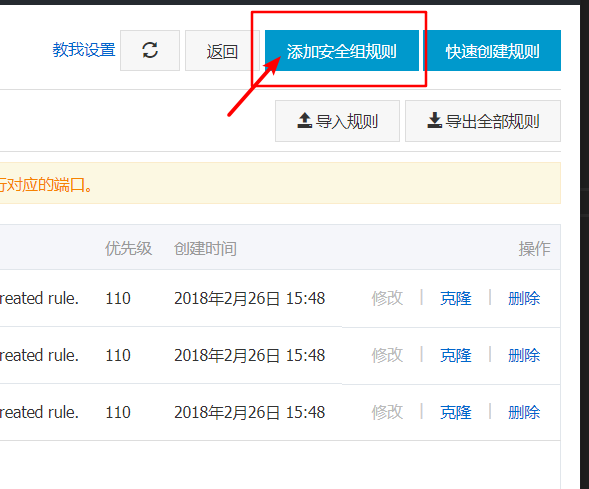 教我设置 返回 添加安全组规则 快速创建规则
导入规则 导出全部规则
对应的端口。
优先级 创建时间 操作
reated rule. 110 2018年2月26日 15:48 修改 | 克隆 | 删除
reated rule. 110 2018年2月26日 15:48 修改 | 克隆 | 删除
reated rule. 110 2018年2月26日 15:48 修改 | 克隆 | 删除